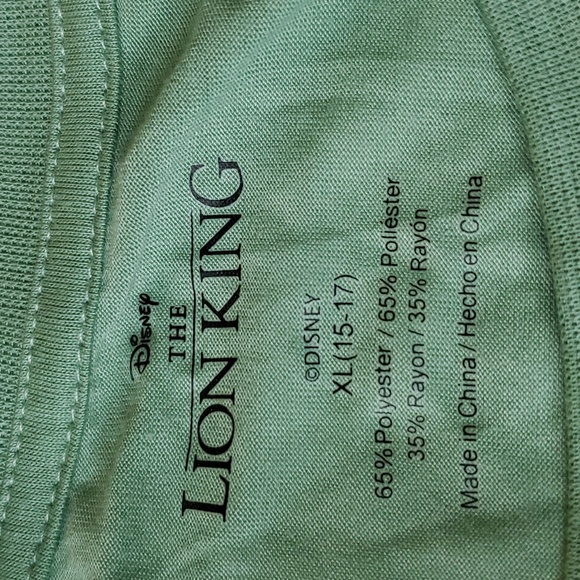 Disney
THE
LION KING
©DISNEY
XL(15-17)
65%Polyester / 65% Poliéster
35% Rayon / 35% Rayón
Made in China / Hecho en China